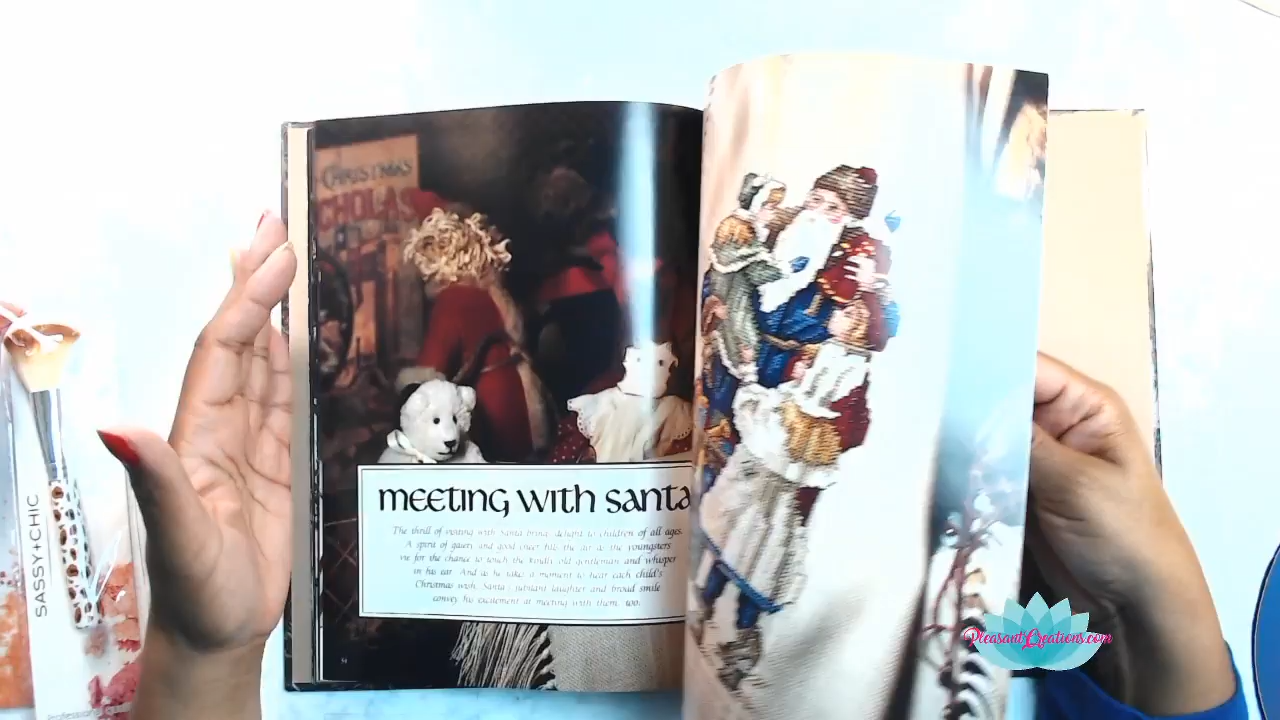 CHRISTMAS
CHOLAS
meeting with santa
The thrill of visiting with Santa brings delight to children of all ages.
A spirit of gaiety and good cheer fills the air as the youngsters
vie for the chance to touch the kindly old gentleman and whisper
in his ear. And as he takes a moment to hear each child's
Christmas wish, Santa's jubilant laughter and broad smile
convey his excitement at meeting with them, too.
SASSY+CHIC
PleasantCreations.com